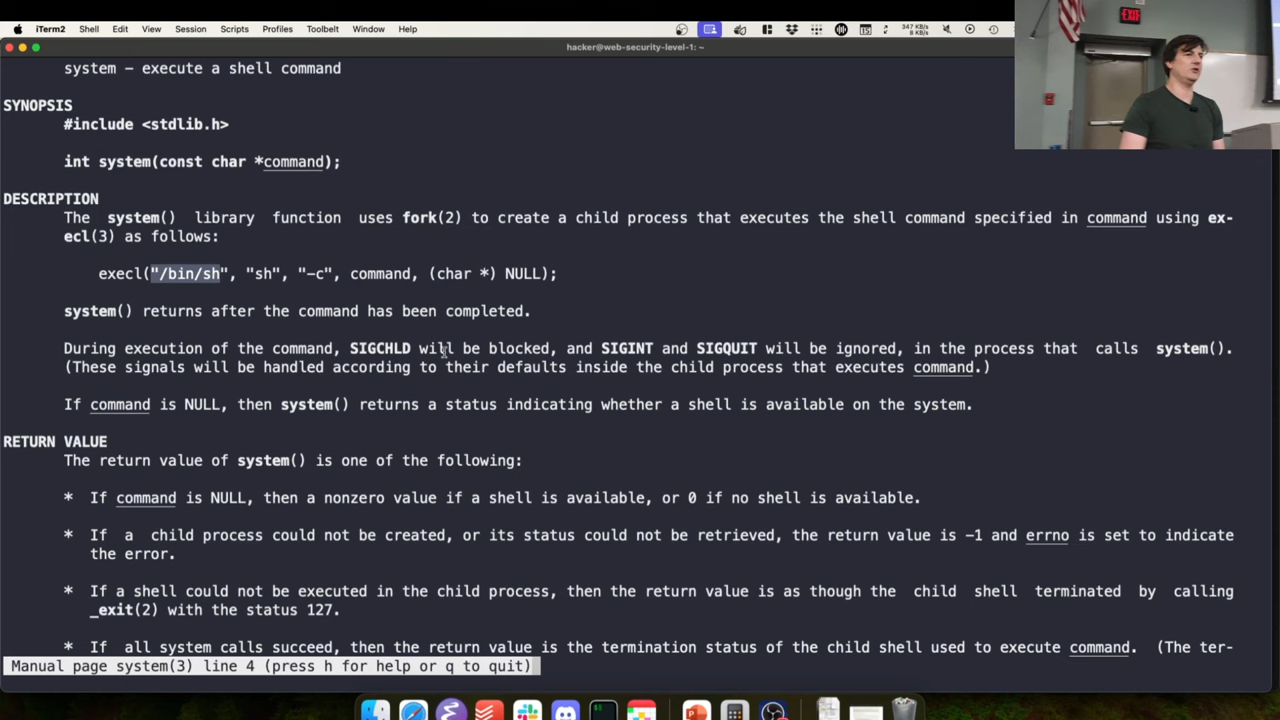 iTerm2 Shell Edit View Session Scripts Profiles Toolbelt Window Help 347 KB/s
8 KB/s
hacker@web-security-level-1: ~
EXIT
system – execute a shell command
SYNOPSIS
#include <stdlib.h>
int system(const char *command);
DESCRIPTION
The system() library function uses fork(2) to create a child process that executes the shell command specified in command using ex‐
ecl(3) as follows:
execl("/bin/sh", "sh", "-c", command, (char *) NULL);
system() returns after the command has been completed.
During execution of the command, SIGCHLD will be blocked, and SIGINT and SIGQUIT will be ignored, in the process that calls system().
(These signals will be handled according to their defaults inside the child process that executes command.)
If command is NULL, then system() returns a status indicating whether a shell is available on the system.
RETURN VALUE
The return value of system() is one of the following:
* If command is NULL, then a nonzero value if a shell is available, or 0 if no shell is available.
* If a child process could not be created, or its status could not be retrieved, the return value is -1 and errno is set to indicate
the error.
* If a shell could not be executed in the child process, then the return value is as though the child shell terminated by calling
_exit(2) with the status 127.
* If all system calls succeed, then the return value is the termination status of the child shell used to execute command. (The ter‐
Manual page system(3) line 4 (press h for help or q to quit)